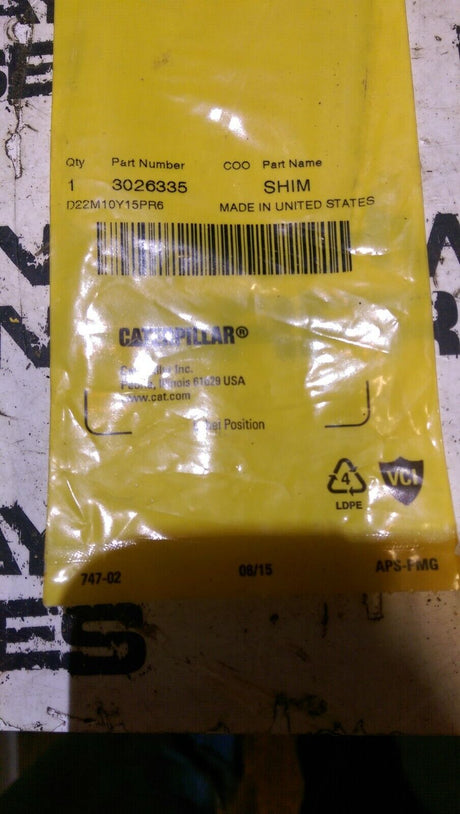 Qty Part Number COO Part Name
1 3026335 SHIM
D22M10Y15PR6 MADE IN UNITED STATES
CATERPILLAR®
Inc.
Peoria, Illinois 61629 USA
www.cat.com
Position
4
LDPE
VCI
747-02 08/15 APS-PMG